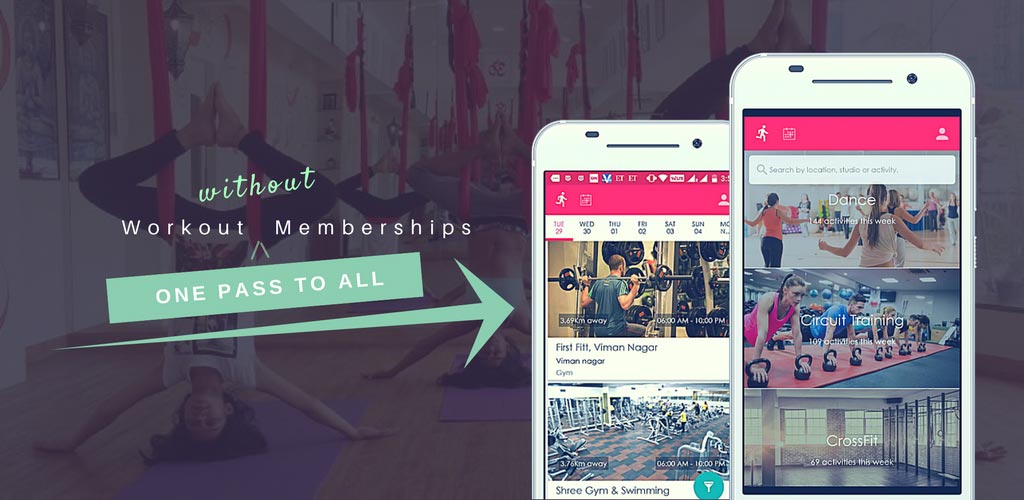 without
Workout Memberships
ONE PASS TO ALL
ET ET
TUE WED THU FRI SAT SUN MO
29 30 01 02 03 04 N...
3.69Km away 06:00 AM - 10:00 PM
First Fitt, Viman Nagar
Viman nagar
Gym
3.76Km away 06:00 AM - 10:00 PM
Shree Gym & Swimming
Search by location, studio or activity.
Dance
144 activities this week
Circuit Training
109 activities this week
CrossFit
69 activities this week